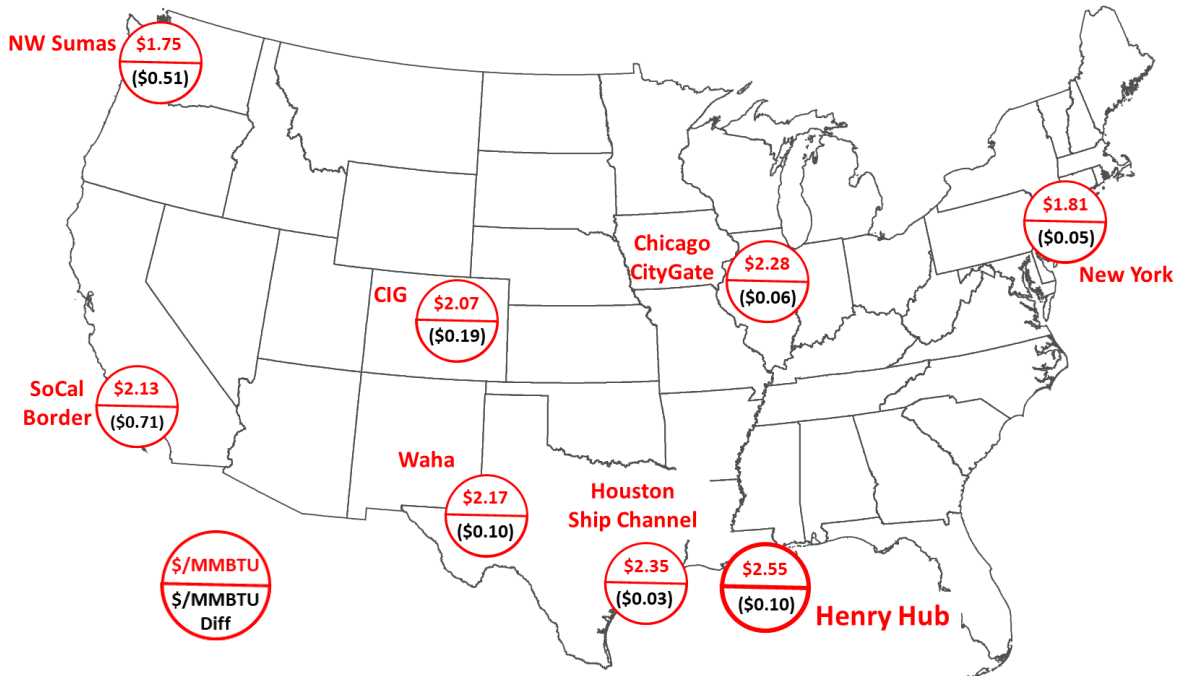 NW Sumas
$1.75
($0.51)
$1.81
($0.05)
New York
Chicago
CityGate
$2.28
($0.06)
CIG
$2.07
($0.19)
SoCal
Border
$2.13
($0.71)
Waha
$2.17
($0.10)
Houston
Ship Channel
$2.35
($0.03)
$2.55
($0.10)
Henry Hub
$/MMBTU
$/MMBTU
Diff